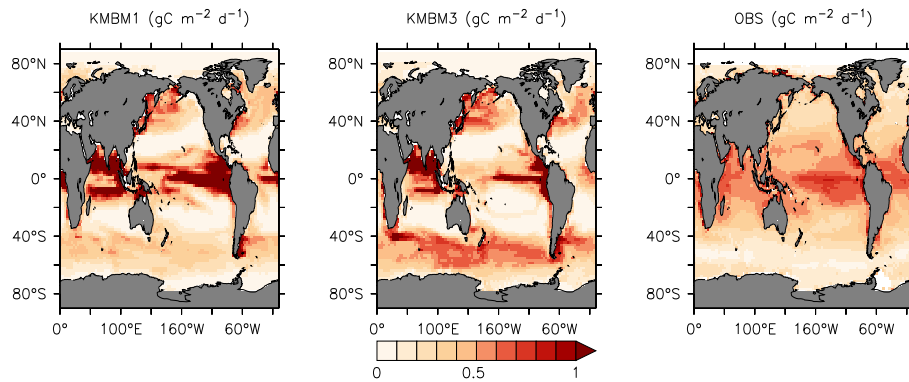 KMBM1 (gC m⁻² d⁻¹) KMBM3 (gC m⁻² d⁻¹) OBS (gC m⁻² d⁻¹)
80°N 80°N 80°N
40°N 40°N 40°N
0° 0° 0°
40°S 40°S 40°S
80°S 80°S 80°S
0° 100°E 160°W 60°W 0° 100°E 160°W 60°W 0° 100°E 160°W 60°W
0 0.5 1